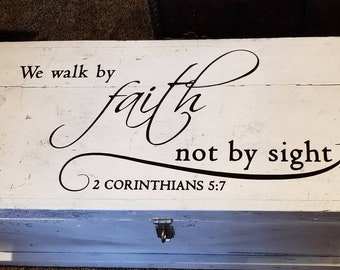 We walk by
faith
not by sight
2 CORINTHIANS 5:7